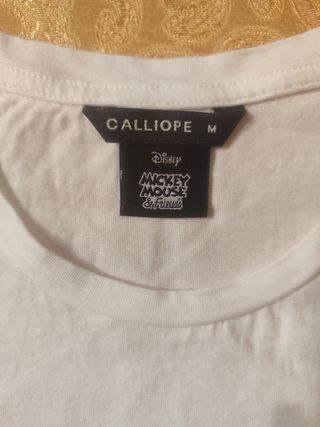 CALLIOPE M
Disney
MICKEY
MOUSE
& Friends